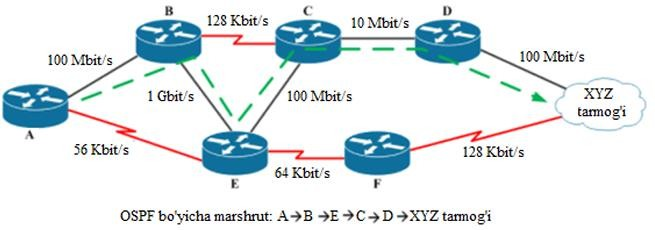 B
128 Kbit/s
C
10 Mbit/s
D
100 Mbit/s
100 Mbit/s
1 Gbit/s
100 Mbit/s
XYZ
tarmog'i
A
56 Kbit/s
E
64 Kbit/s
F
128 Kbit/s
OSPF bo'yicha marshrut: A→B →E →C→D →XYZ tarmog'i